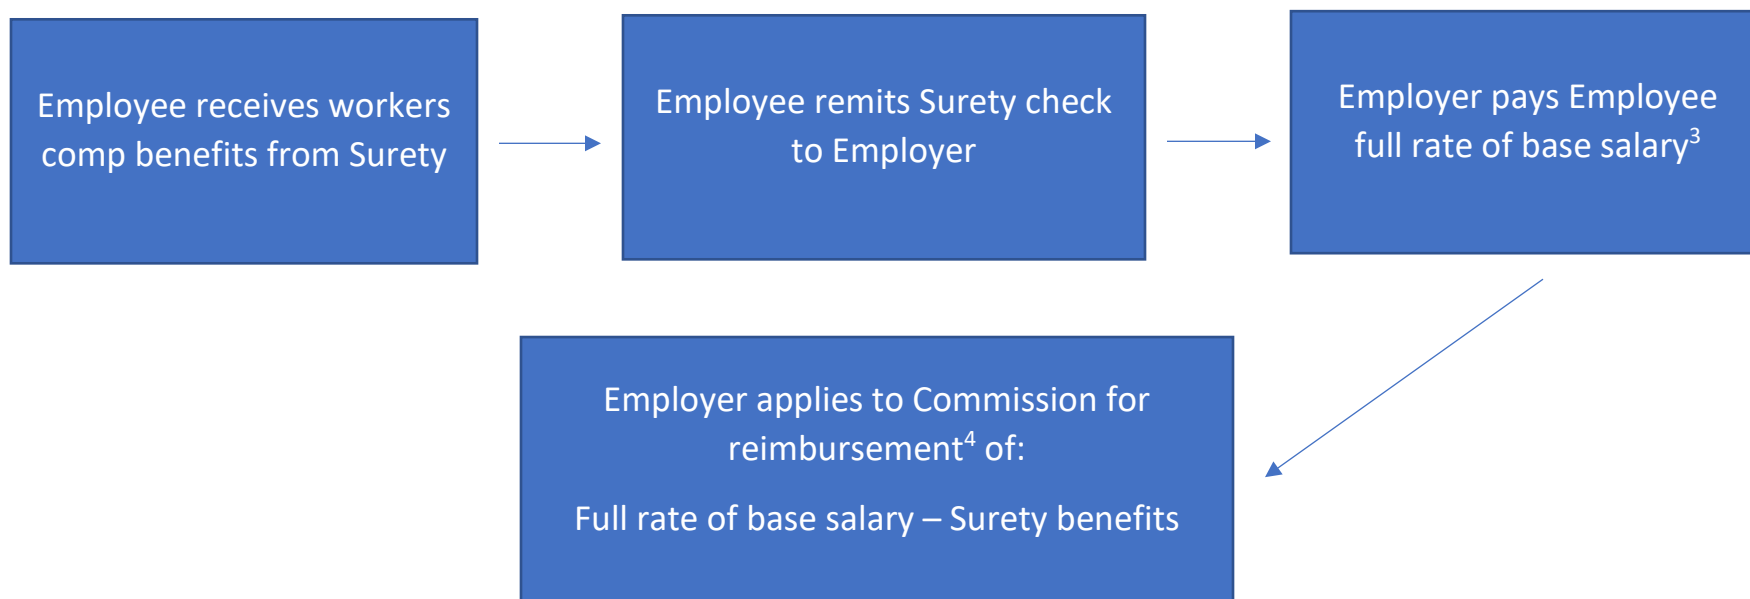 Employee receives workers
comp benefits from Surety
Employee remits Surety check
to Employer
Employer pays Employee
full rate of base salary³
Employer applies to Commission for
reimbursement⁴ of:
Full rate of base salary – Surety benefits